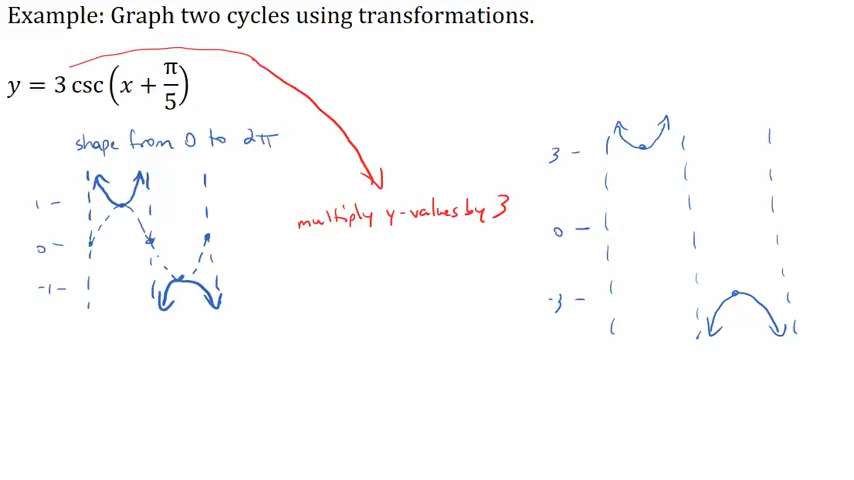 Example: Graph two cycles using transformations.
y = 3 csc(x + π/5)
shape from 0 to 2π
1
0
-1
multiply y-values by 3
3
0
-3